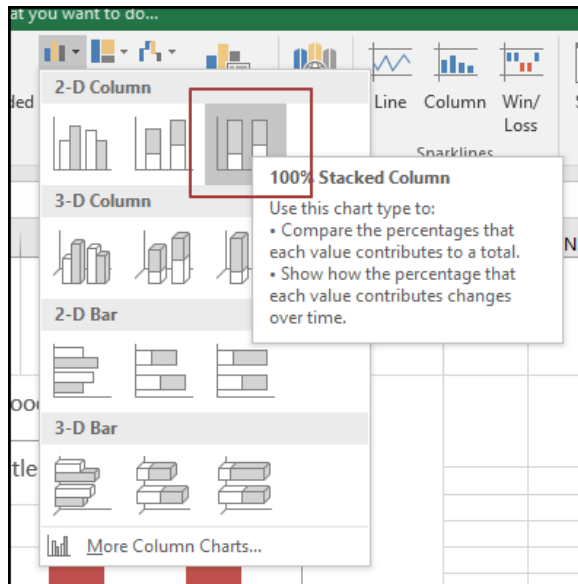 at you want to do...
2-D Column
Line Column Win/
Loss
Sparklines
100% Stacked Column
Use this chart type to:
• Compare the percentages that
each value contributes to a total.
• Show how the percentage that
each value contributes changes
over time.
3-D Column
N
2-D Bar
3-D Bar
tle
More Column Charts...